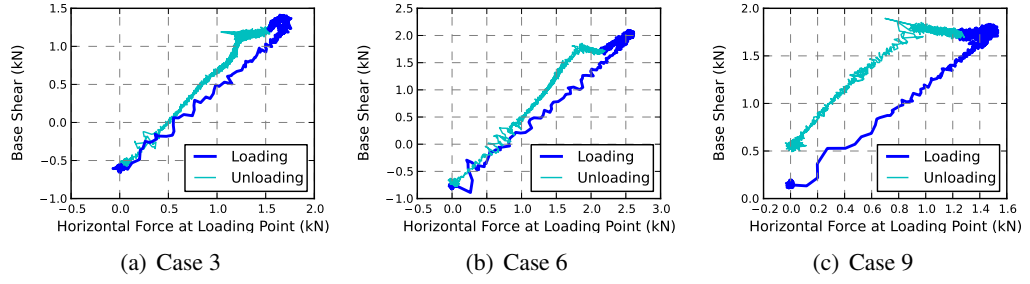 Base Shear (kN)
1.5
1.0
0.5
0.0
−0.5
−1.0
−0.5 0.0 0.5 1.0 1.5 2.0
Horizontal Force at Loading Point (kN)
Loading
Unloading
(a) Case 3
Base Shear (kN)
2.5
2.0
1.5
1.0
0.5
0.0
−0.5
−1.0
−0.5 0.0 0.5 1.0 1.5 2.0 2.5 3.0
Horizontal Force at Loading Point (kN)
Loading
Unloading
(b) Case 6
Base Shear (kN)
2.0
1.5
1.0
0.5
0.0
−0.2 0.0 0.2 0.4 0.6 0.8 1.0 1.2 1.4 1.6
Horizontal Force at Loading Point (kN)
Loading
Unloading
(c) Case 9